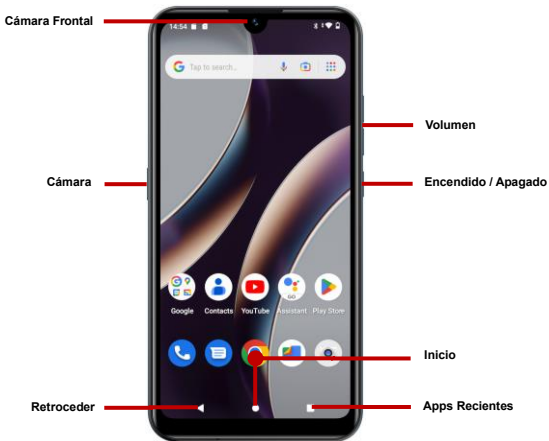 Cámara Frontal
14:54
Tap to search..
Volumen
Cámara
Encendido / Apagado
GO
Google Contacts YouTube Assistant Play Store
Inicio
Retroceder
Apps Recientes